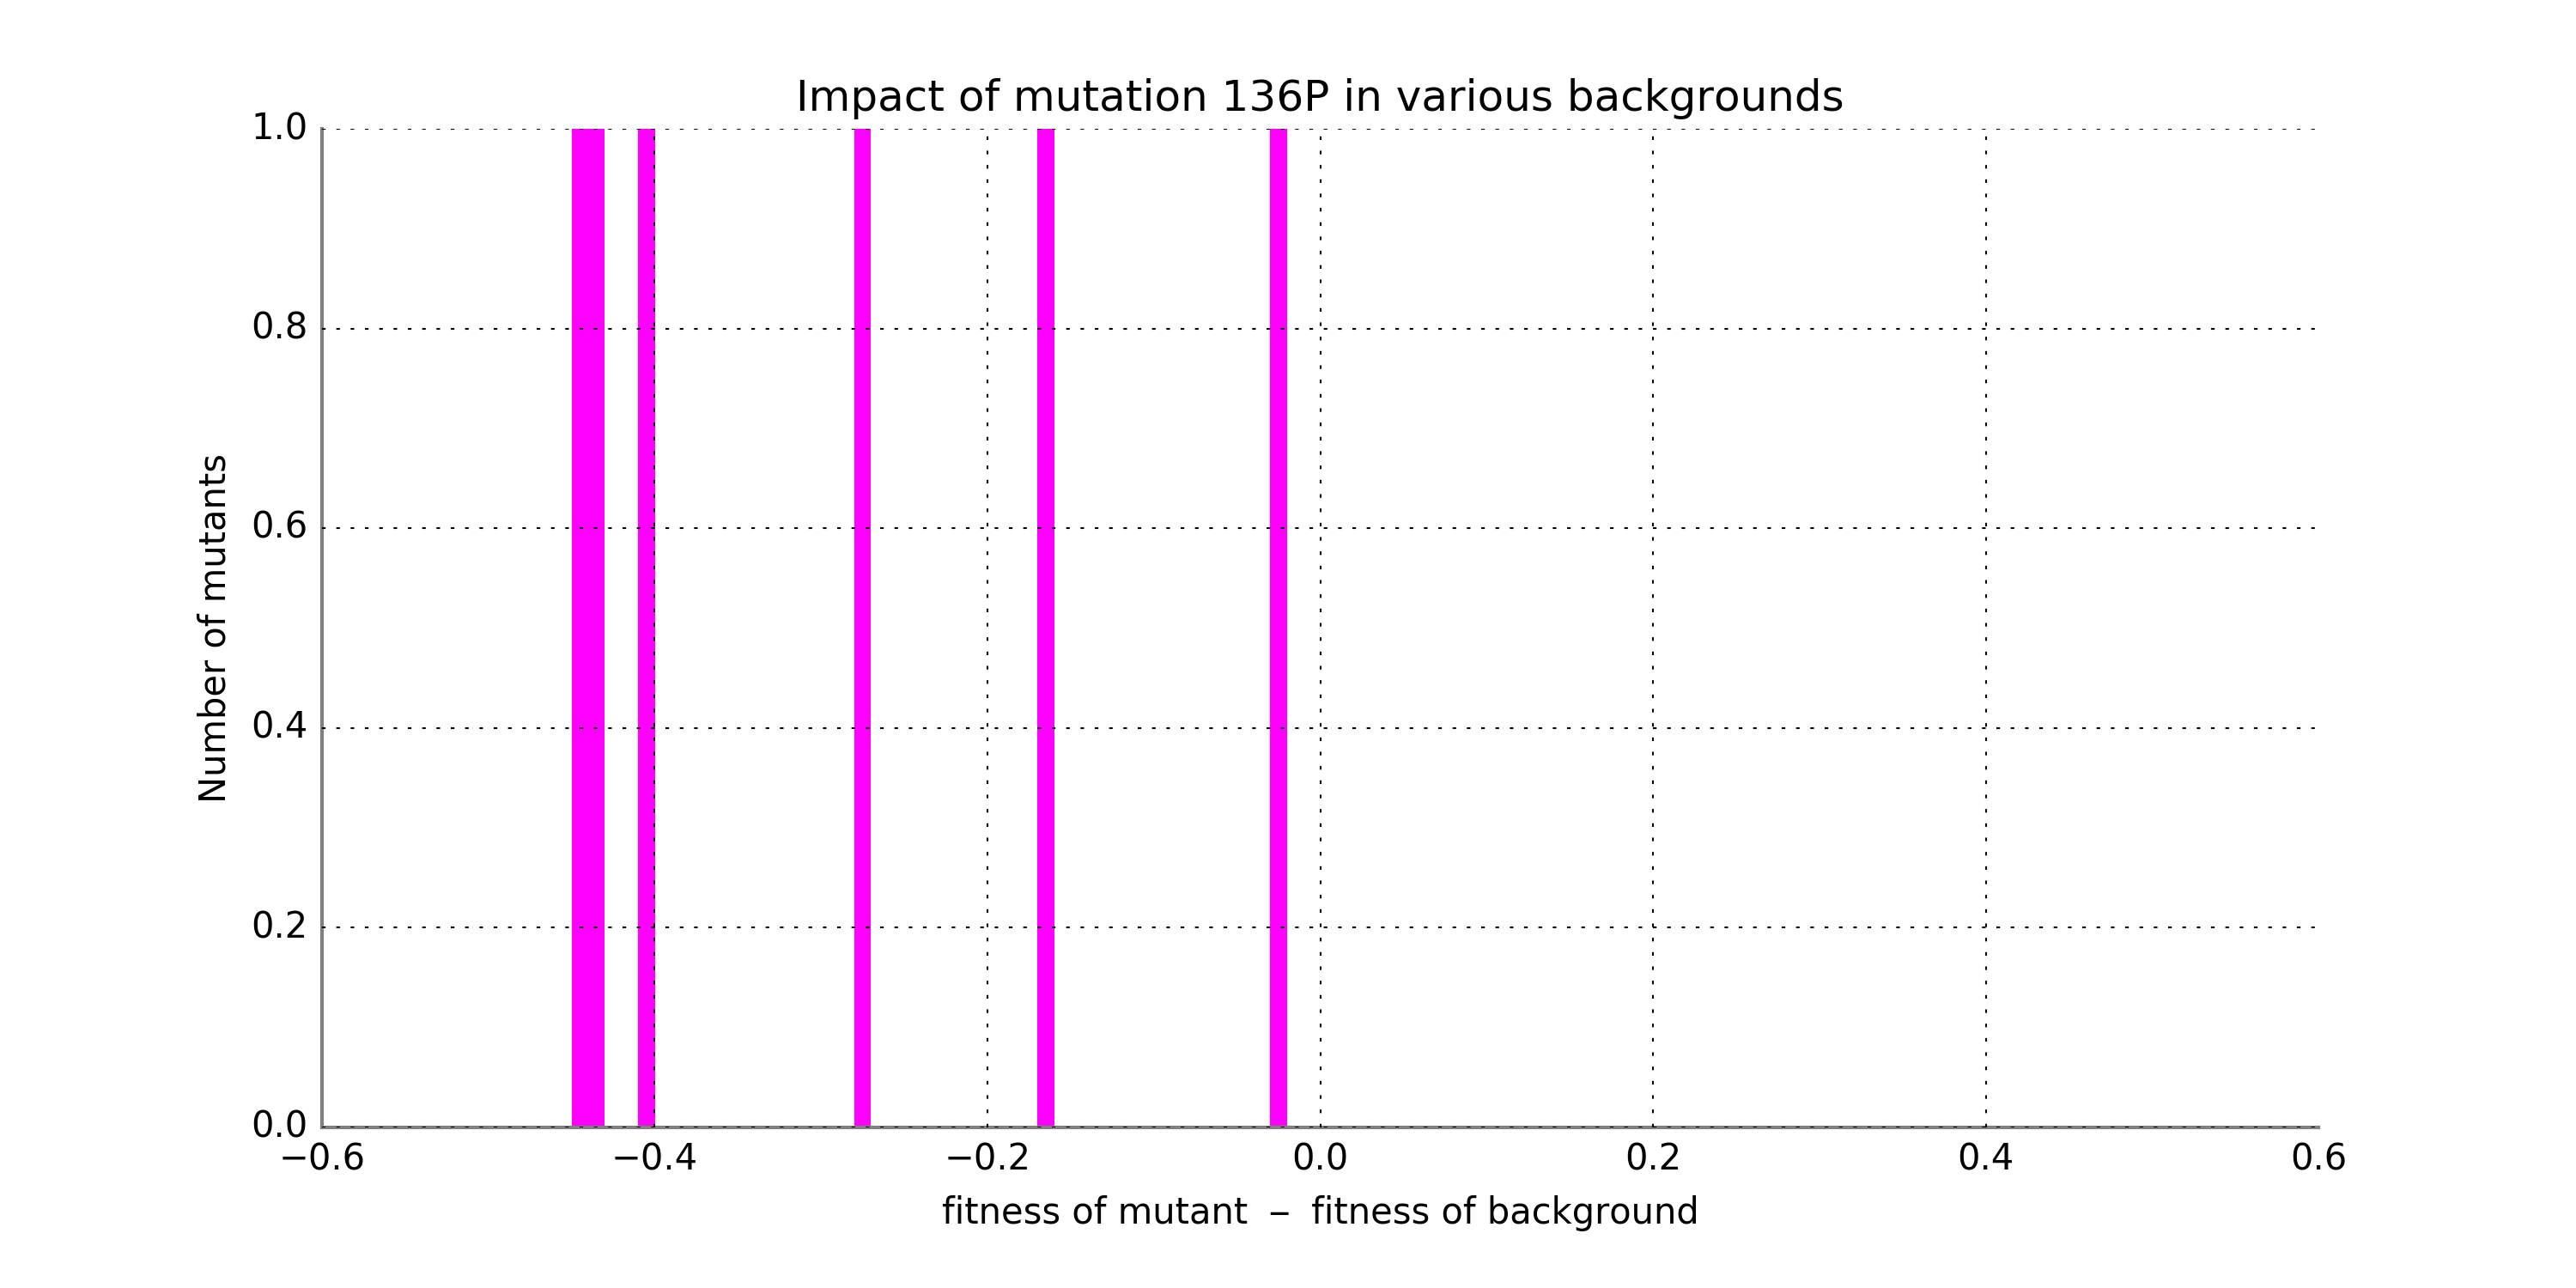 Impact of mutation 136P in various backgrounds
1.0
0.8
0.6
0.4
0.2
0.0
Number of mutants
−0.6 −0.4 −0.2 0.0 0.2 0.4 0.6
fitness of mutant − fitness of background